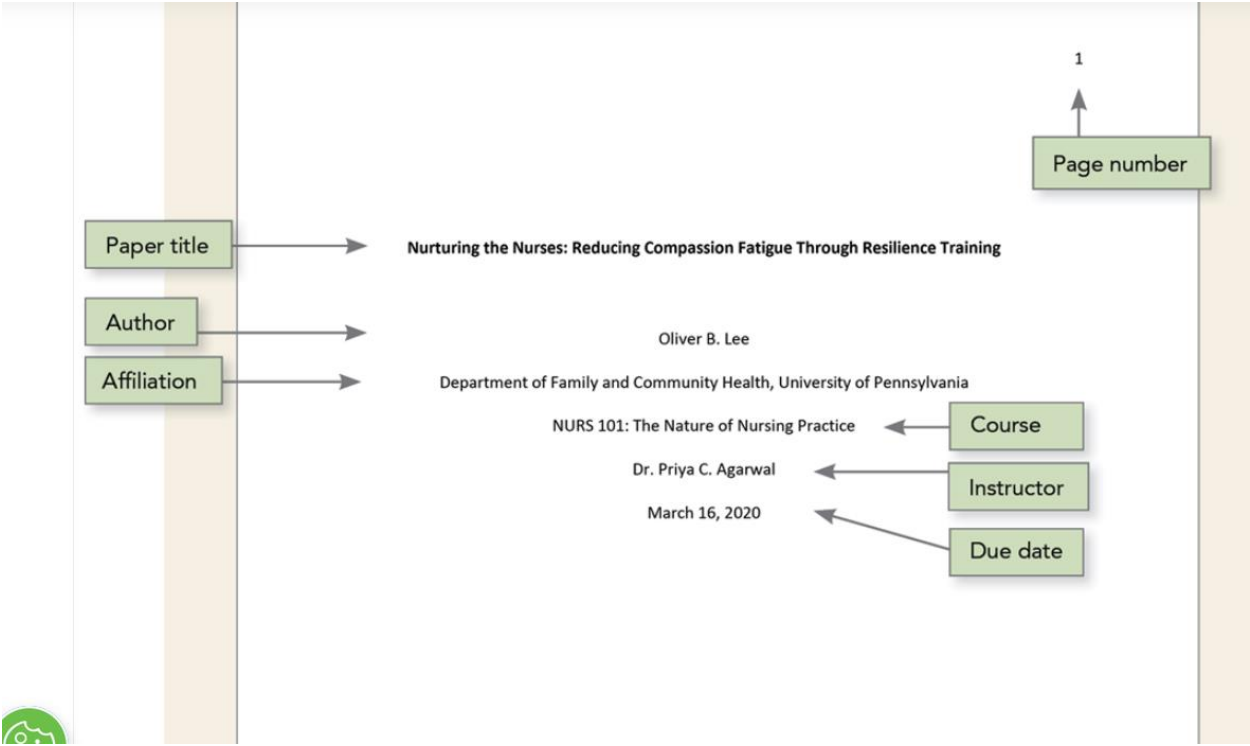 1
Page number
Paper title
Nurturing the Nurses: Reducing Compassion Fatigue Through Resilience Training
Author
Oliver B. Lee
Affiliation
Department of Family and Community Health, University of Pennsylvania
NURS 101: The Nature of Nursing Practice
Course
Dr. Priya C. Agarwal
Instructor
March 16, 2020
Due date